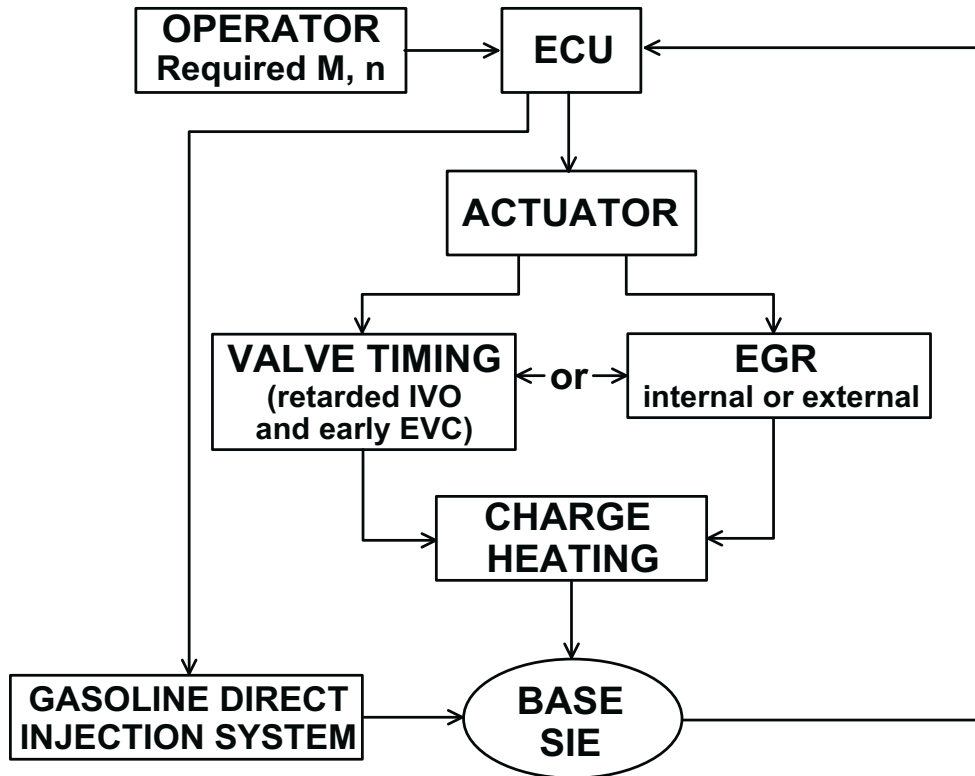 OPERATOR
Required M, n
ECU
ACTUATOR
VALVE TIMING
(retarded IVO
and early EVC)
or
EGR
internal or external
CHARGE
HEATING
GASOLINE DIRECT
INJECTION SYSTEM
BASE
SIE